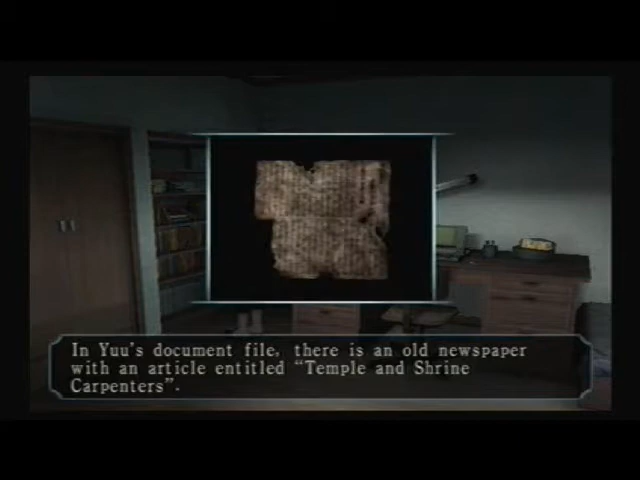 In Yuu's document file, there is an old newspaper
with an article entitled “Temple and Shrine
Carpenters”.